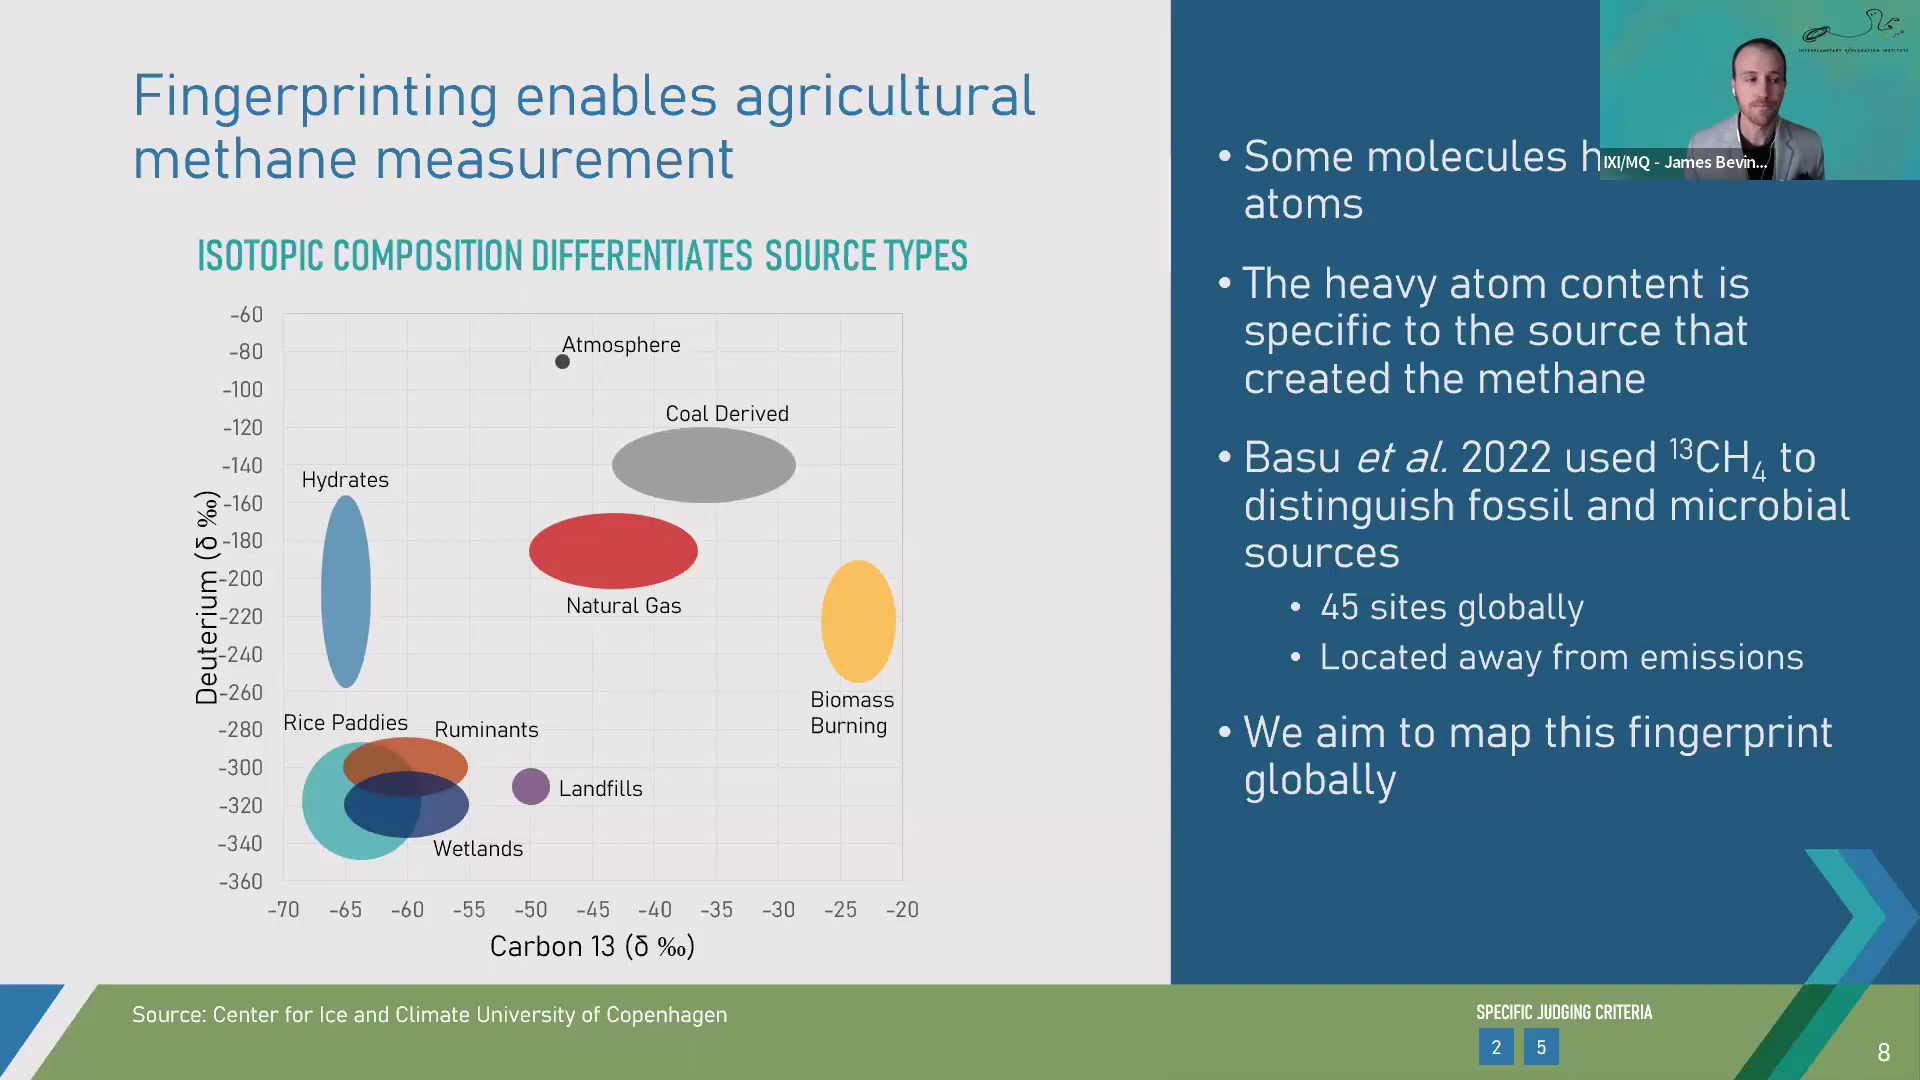 Fingerprinting enables agricultural
methane measurement
ISOTOPIC COMPOSITION DIFFERENTIATES SOURCE TYPES
-60
-80
-100
-120
-140
-160
-180
-200
-220
-240
-260
-280
-300
-320
-340
-360
Deuterium (δ ‰)
Atmosphere
Coal Derived
Hydrates
Natural Gas
Biomass
Burning
Rice Paddies
Ruminants
Landfills
Wetlands
-70 -65 -60 -55 -50 -45 -40 -35 -30 -25 -20
Carbon 13 (δ ‰)
INTERPLANETARY EXPLORATION INSTITUTE
IXI/MQ - James Bevin...
• Some molecules
atoms
• The heavy atom content is
specific to the source that
created the methane
• Basu et al. 2022 used ¹³CH₄ to
distinguish fossil and microbial
sources
• 45 sites globally
• Located away from emissions
• We aim to map this fingerprint
globally
Source: Center for Ice and Climate University of Copenhagen
SPECIFIC JUDGING CRITERIA
2 5
8